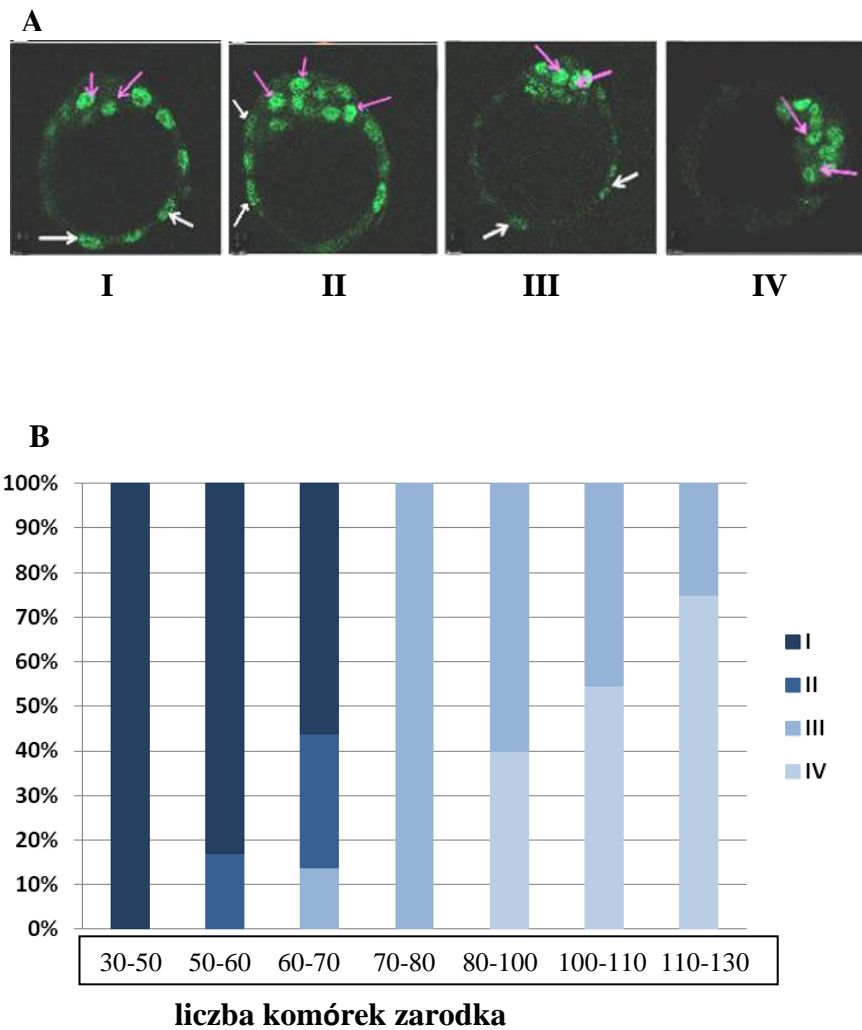 A
I II III IV
B
100%
90%
80%
70%
60%
50%
40%
30%
20%
10%
0%
I
II
III
IV
30-50 50-60 60-70 70-80 80-100 100-110 110-130
liczba komórek zarodka